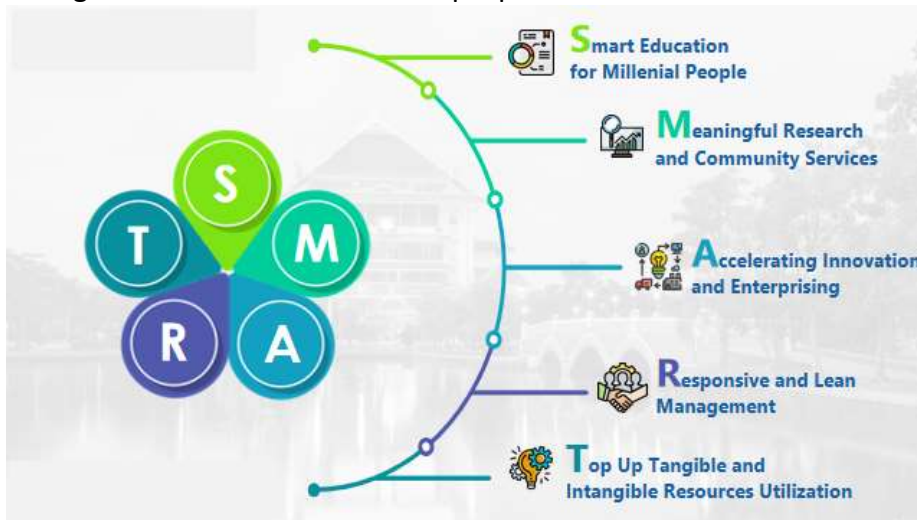 S
M
A
R
T
Smart Education
for Millenial People
Meaningful Research
and Community Services
Accelerating Innovation
and Enterprising
Responsive and Lean
Management
Top Up Tangible and
Intangible Resources Utilization